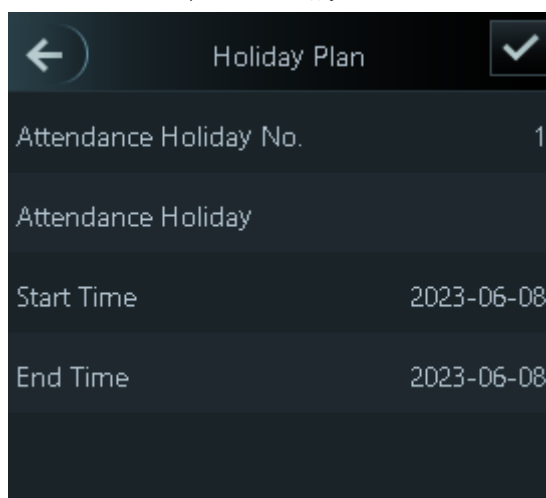 Holiday Plan
Attendance Holiday No. 1
Attendance Holiday
Start Time 2023-06-08
End Time 2023-06-08